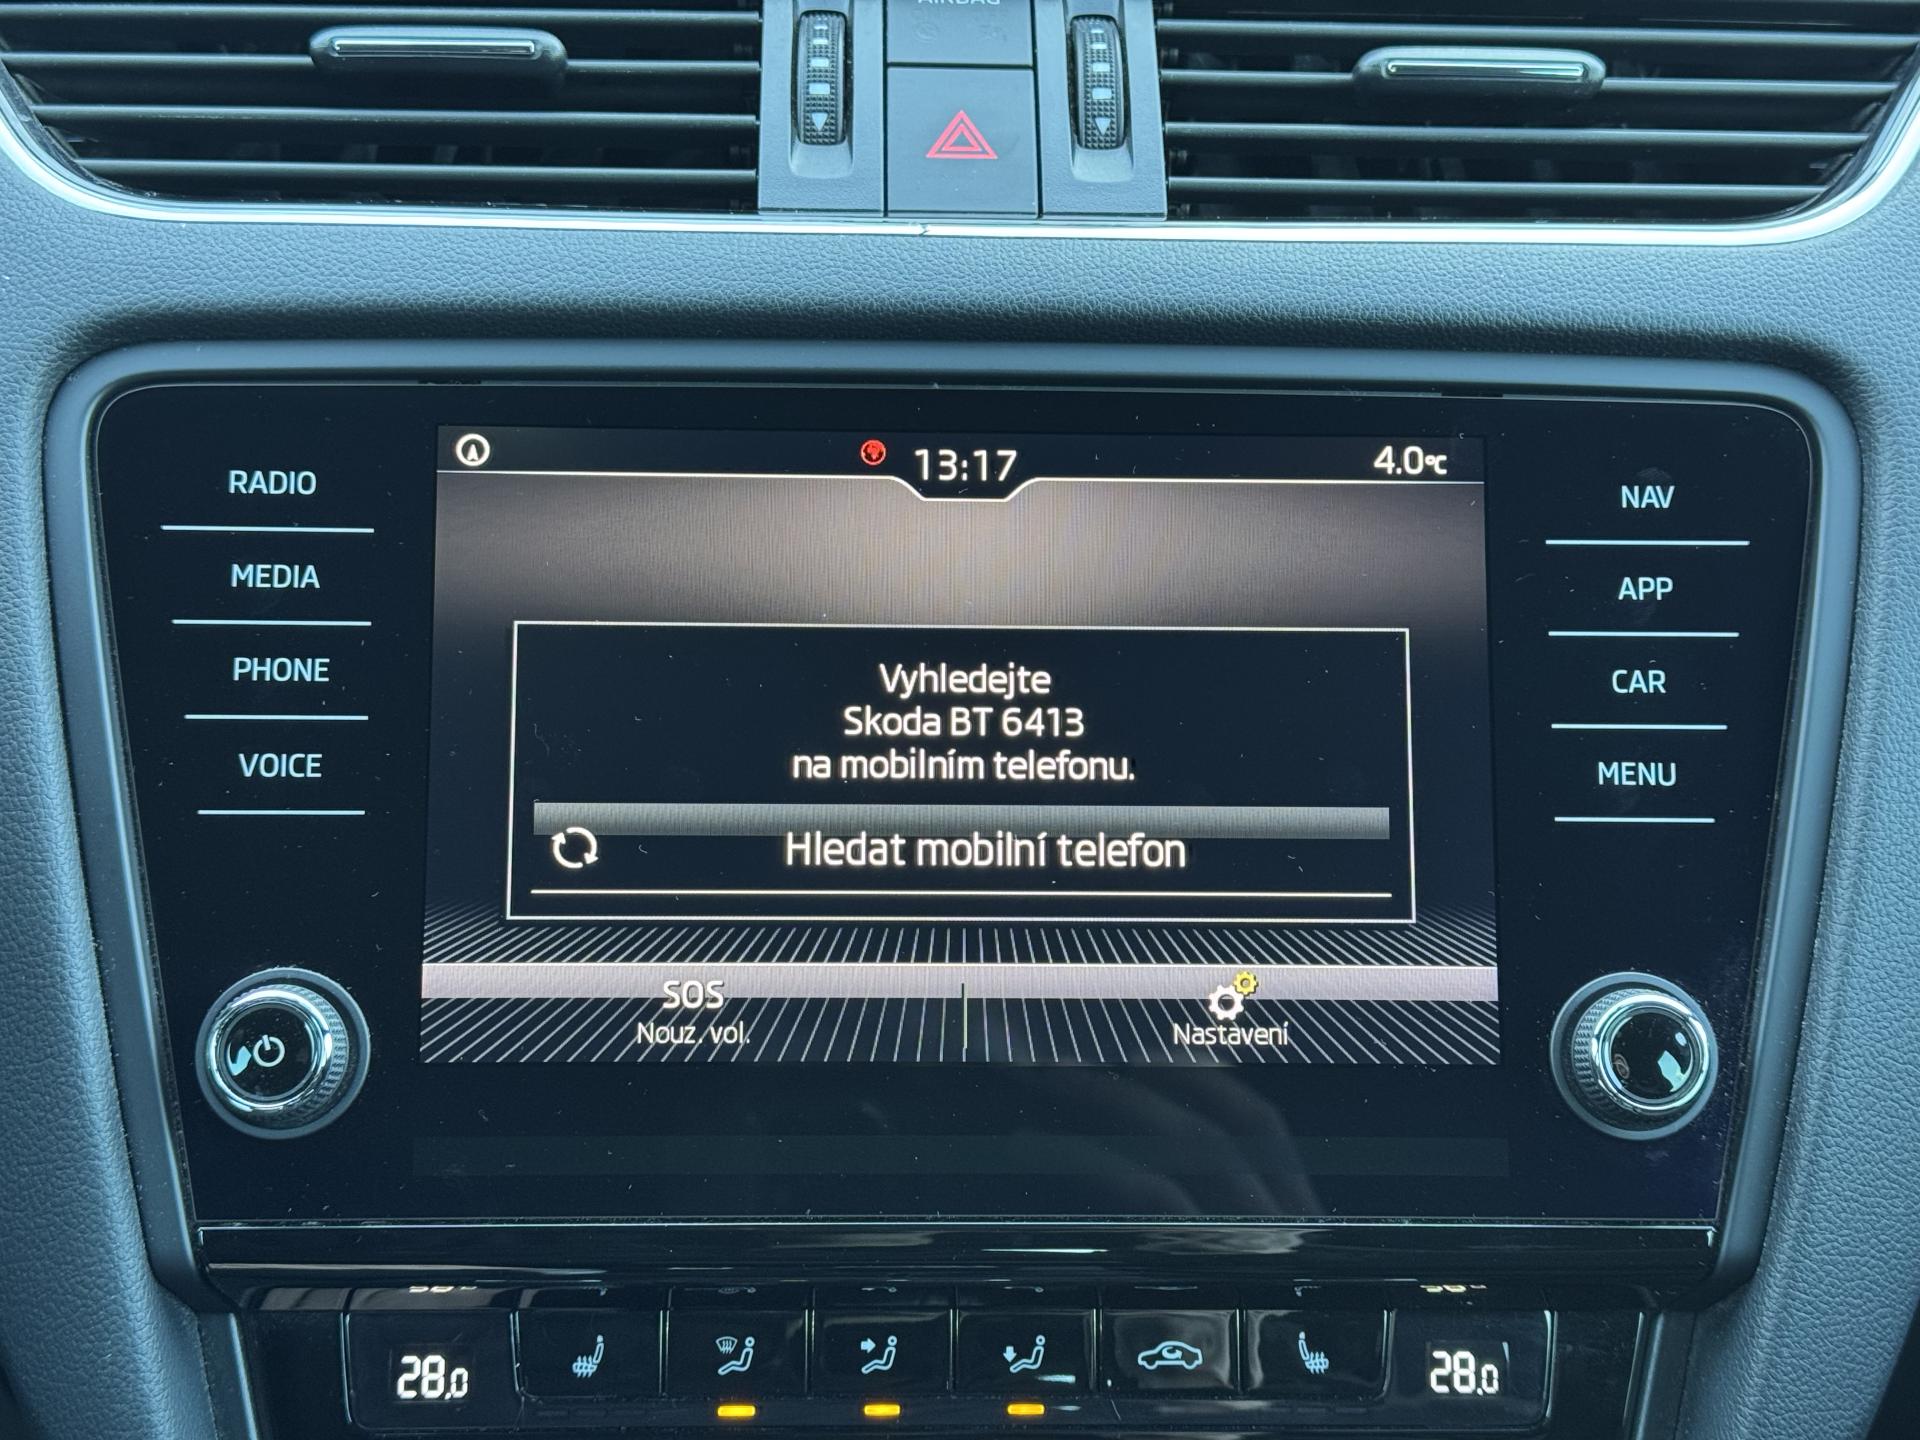 AIRBAG
13:17
4.0°C
RADIO
MEDIA
PHONE
VOICE
Vyhledejte
Skoda BT 6413
na mobilním telefonu.
Hledat mobilní telefon
SOS
Nouz. vol.
Nastavení
NAV
APP
CAR
MENU
28.0
28.0